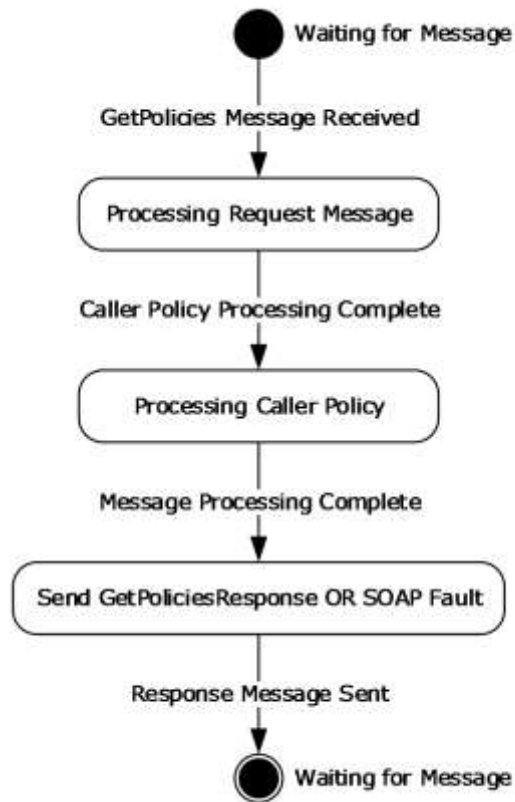 Waiting for Message
GetPolicies Message Received
Processing Request Message
Caller Policy Processing Complete
Processing Caller Policy
Message Processing Complete
Send GetPoliciesResponse OR SOAP Fault
Response Message Sent
Waiting for Message